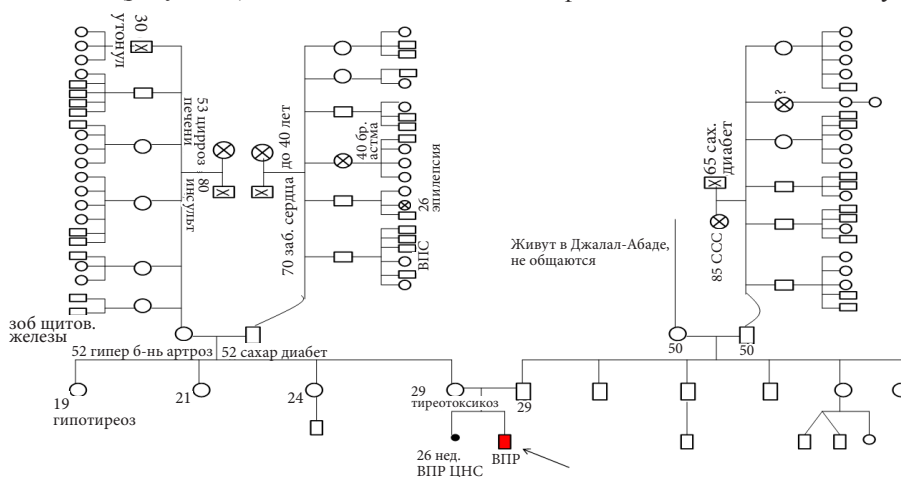 30
утонул
53 цирроз
печени
80
инсульт
до 40 лет
70 заб. сердца
40 бр.
астма
26
эпилепсия
ВПС
?
65 сах.
диабет
85 ССС
Живут в Джалал-Абаде,
не общаются
зоб щитов.
железы
52 гипер б-нь артроз
52 сахар диабет
50
50
19
гипотиреоз
21
24
29
тиреотоксикоз
29
26 нед.
ВПР ЦНС
ВПР